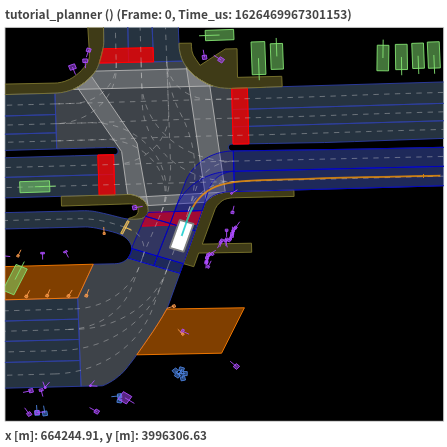 tutorial_planner () (Frame: 0, Time_us: 1626469967301153)
x [m]: 664244.91, y [m]: 3996306.63